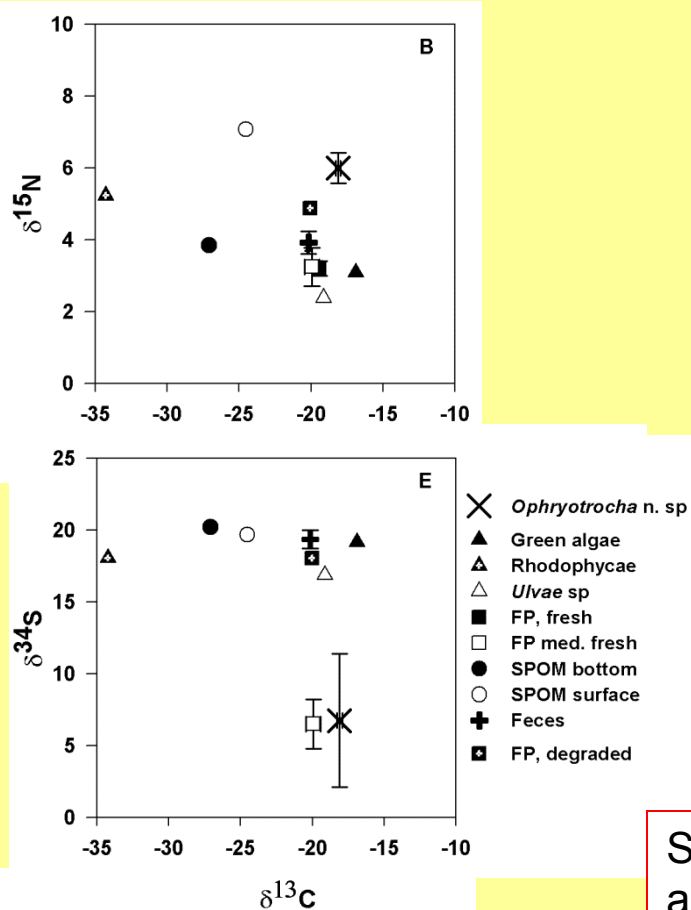 B
10
8
6
4
2
0
δ15N
-35 -30 -25 -20 -15 -10
E
25
20
15
10
5
0
δ34S
-35 -30 -25 -20 -15 -10
δ13C
Ophryotrocha n. sp
Green algae
Rhodophycae
Ulvae sp
FP, fresh
FP med. fresh
SPOM bottom
SPOM surface
Feces
FP, degraded
S
a